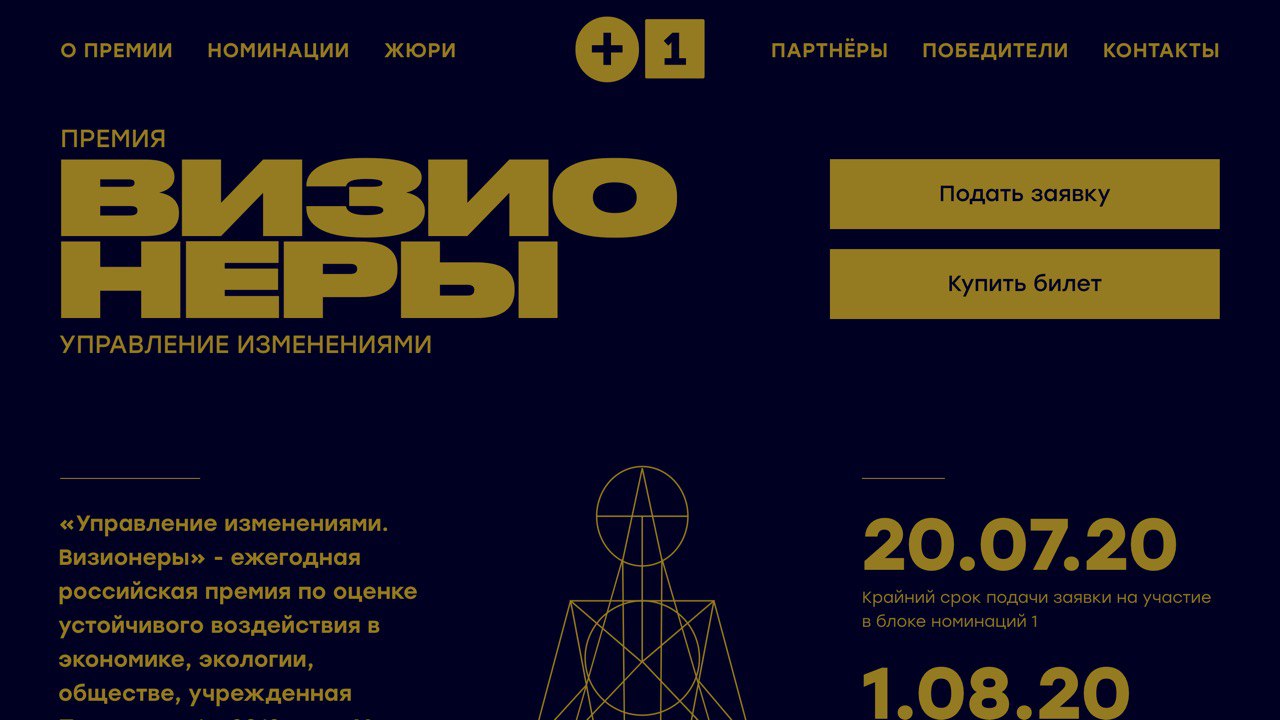 О ПРЕМИИ НОМИНАЦИИ ЖЮРИ +1 ПАРТНЁРЫ ПОБЕДИТЕЛИ КОНТАКТЫ
ПРЕМИЯ
ВИЗИО
НЕРЫ
УПРАВЛЕНИЕ ИЗМЕНЕНИЯМИ
Подать заявку
Купить билет
«Управление изменениями.
Визионеры» - ежегодная
российская премия по оценке
устойчивого воздействия в
экономике, экологии,
обществе, учрежденная
20.07.20
Крайний срок подачи заявки на участие
в блоке номинаций 1
1.08.20